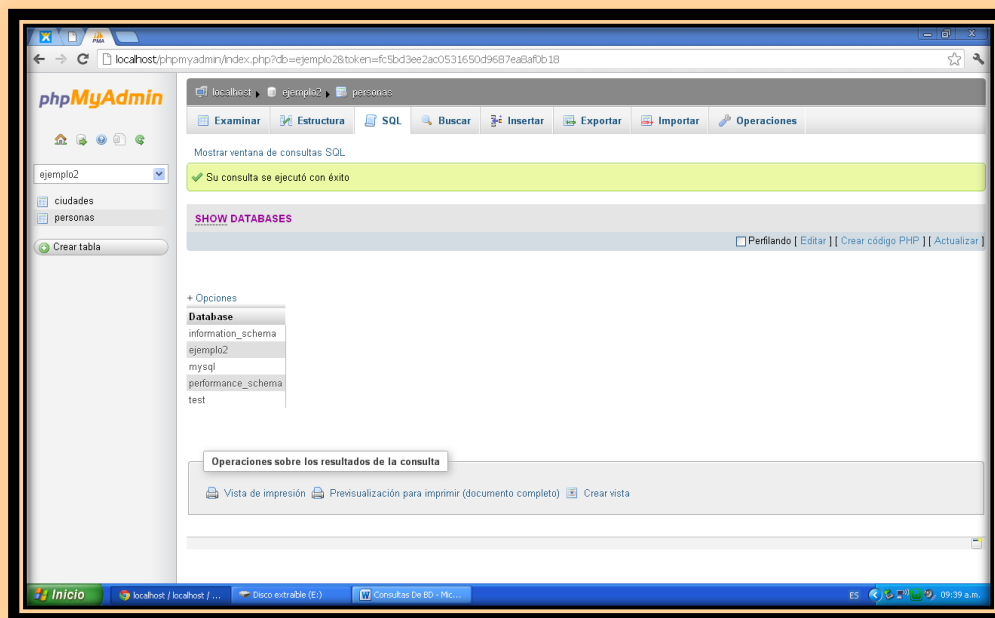 PMA
localhost/phpmyadmin/index.php?db=ejemplo2&token=fc5bd3ee2ac0531650d9687ea8af0b18
phpMyAdmin
localhost ▸ ejemplo2 ▸ personas
Examinar Estructura SQL Buscar Insertar Exportar Importar Operaciones
Mostrar ventana de consultas SQL
ejemplo2
Su consulta se ejecutó con éxito
ciudades
personas
SHOW DATABASES
Crear tabla
Perfilando [ Editar ] [ Crear código PHP ] [ Actualizar ]
+ Opciones
Database
information_schema
ejemplo2
mysql
performance_schema
test
Operaciones sobre los resultados de la consulta
Vista de impresión Previsualización para imprimir (documento completo) Crear vista
Inicio localhost / localhost / ... Disco extraíble (E:) Consultas De BD - Mic... ES 09:39 a.m.